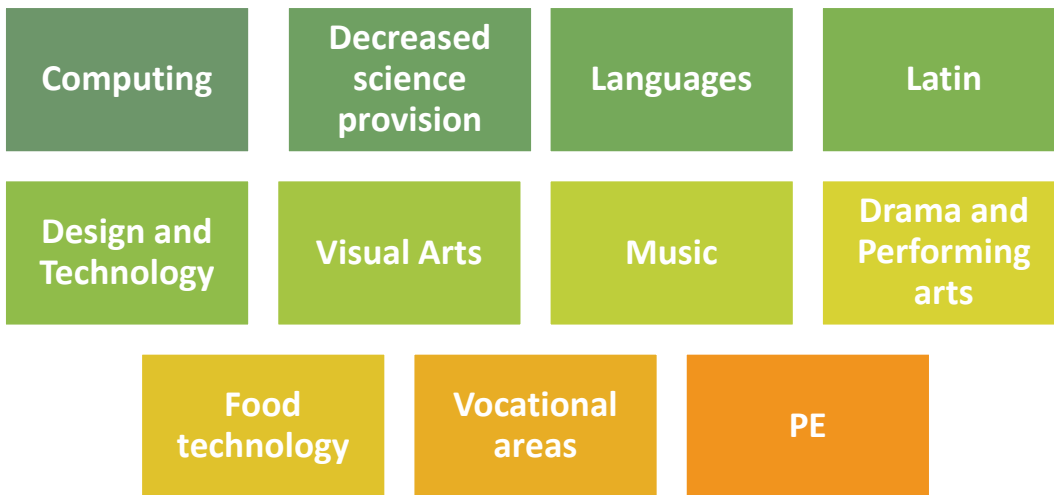 Computing
Decreased
science
provision
Languages
Latin
Design and
Technology
Visual Arts
Music
Drama and
Performing
arts
Food
technology
Vocational
areas
PE